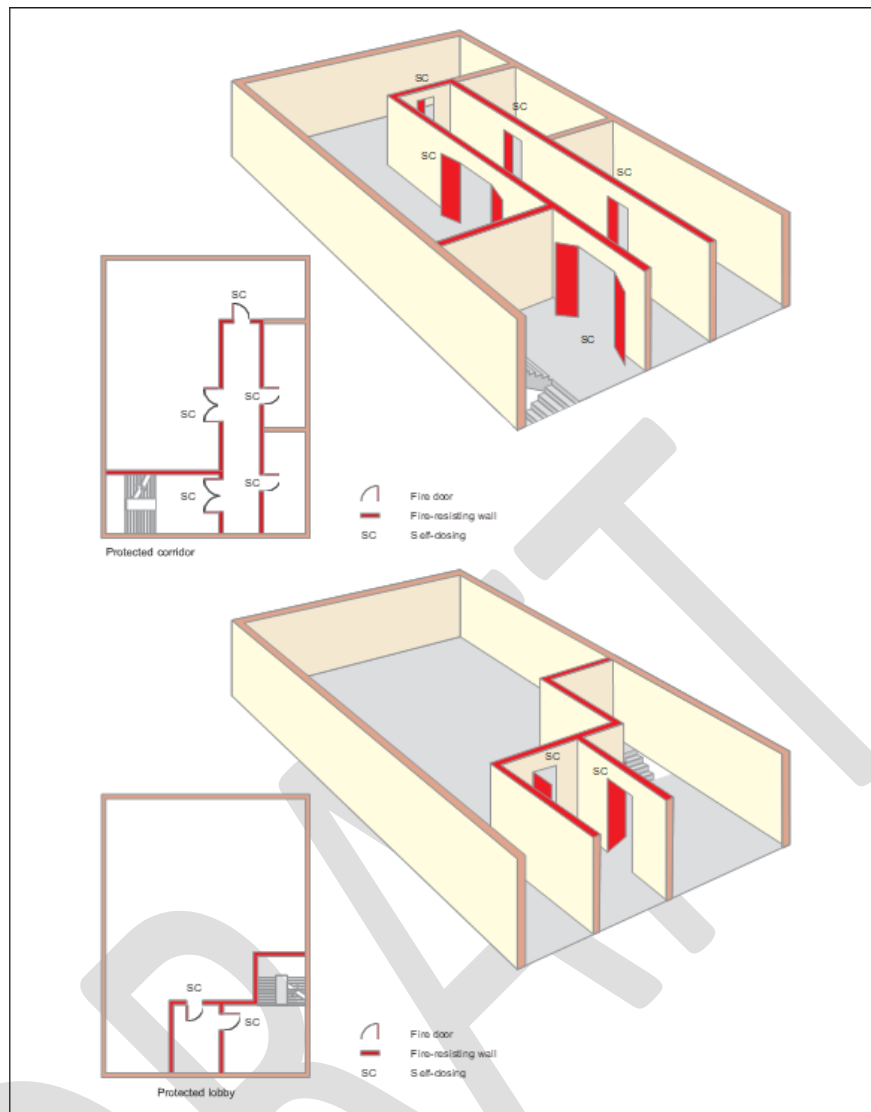 SC
SC
SC
SC
SC
SC
SC
SC
SC
SC
Fire door
Fire-resisting wall
SC Self-closing
Protected corridor
SC
SC
SC
SC
Fire door
Fire-resisting wall
SC Self-closing
Protected lobby
DRAFT